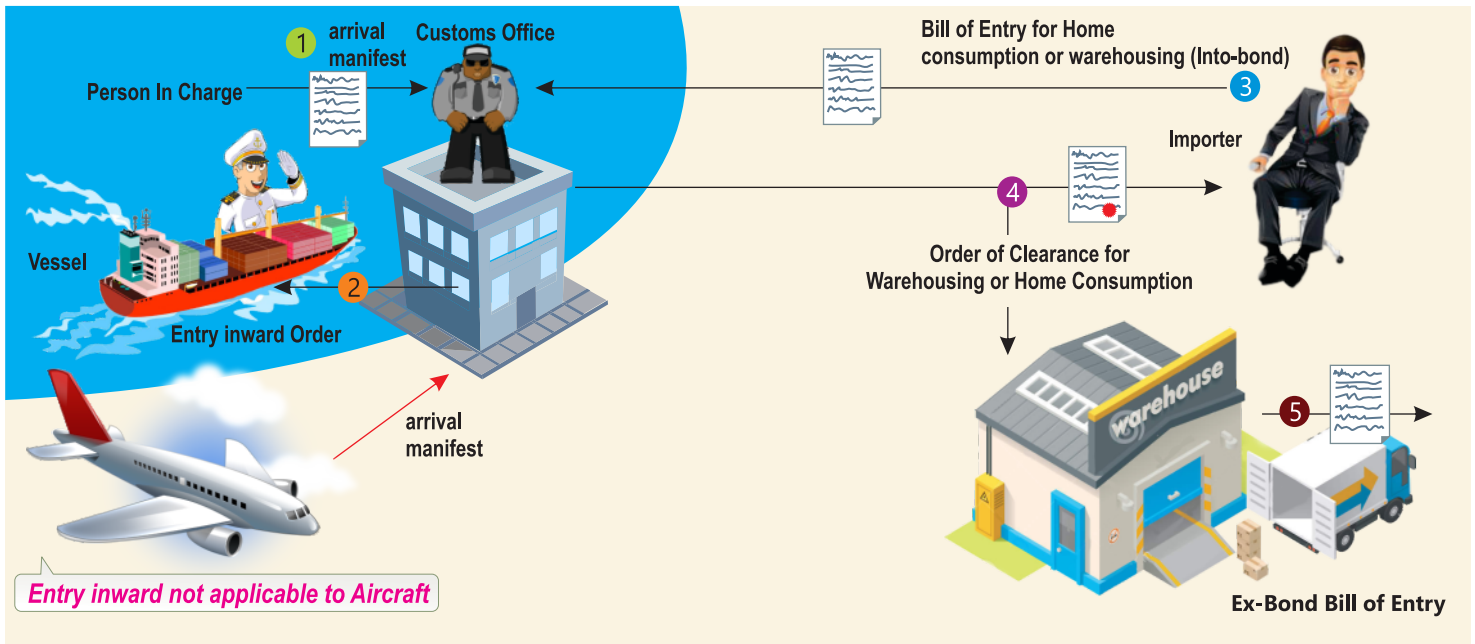 1
arrival
manifest
Customs Office
Person In Charge
Bill of Entry for Home
consumption or warehousing (Into-bond)
3
Importer
4
Vessel
2
Entry inward Order
Order of Clearance for
Warehousing or Home Consumption
arrival
manifest
warehouse
5
Entry inward not applicable to Aircraft
Ex-Bond Bill of Entry